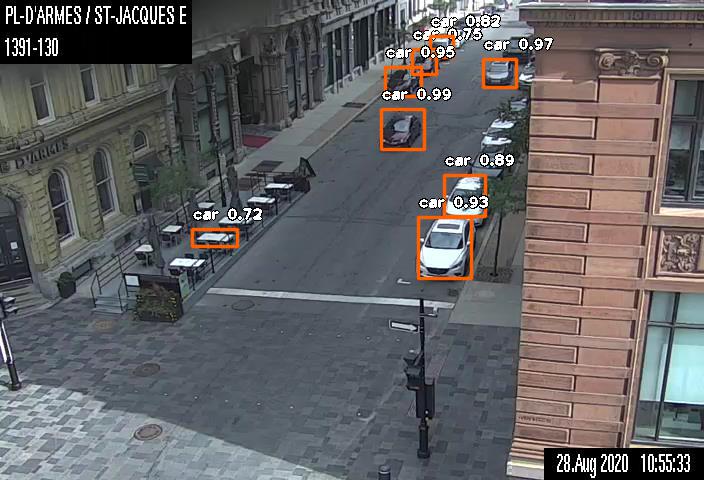 PL-D'ARMES / ST-JACQUES E
1391-130
car 0.82
car 0.75
car 0.95
car 0.97
car 0.99
car 0.89
car 0.93
car 0.72
D'ARMES
28.Aug 2020 10:55:33